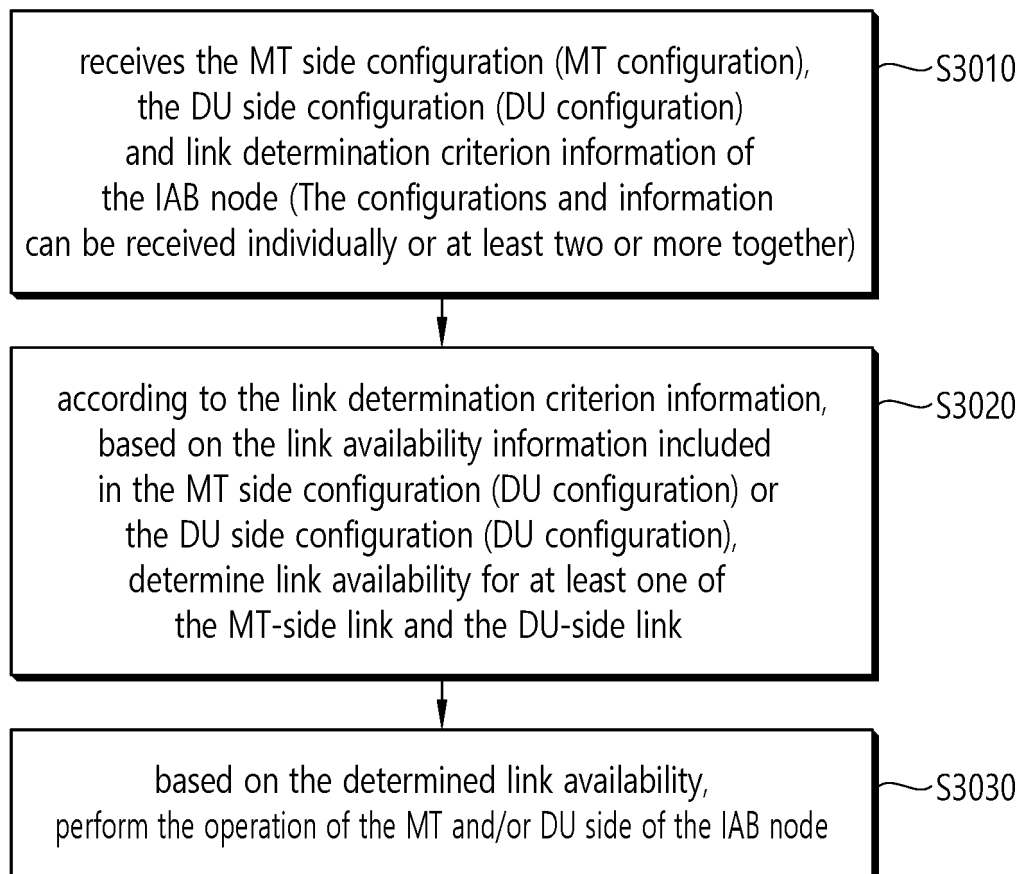 receives the MT side configuration (MT configuration),
the DU side configuration (DU configuration)
and link determination criterion information of
the IAB node (The configurations and information
can be received individually or at least two or more together)
S3010
according to the link determination criterion information,
based on the link availability information included
in the MT side configuration (DU configuration) or
the DU side configuration (DU configuration),
determine link availability for at least one of
the MT-side link and the DU-side link
S3020
based on the determined link availability,
perform the operation of the MT and/or DU side of the IAB node
S3030